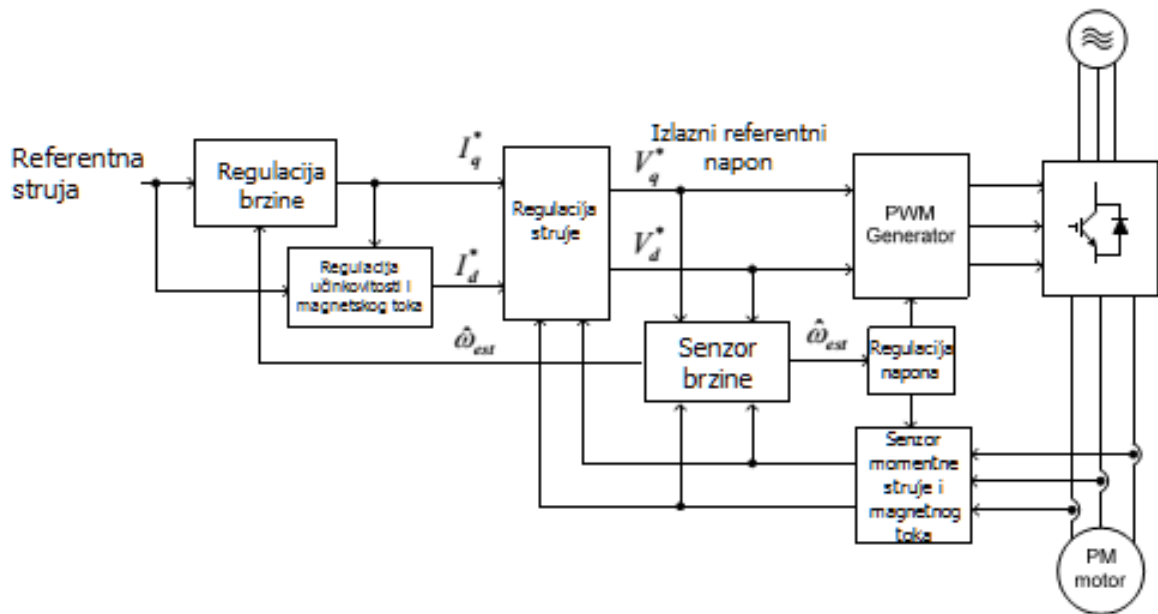 Referentna
struja
Regulacija
brzine
I*q
Regulacija
učinkovitosti i
magnetskog toka
I*d
Regulacija
struje
Izlazni referentni
napon
V*q
V*d
PWM
Generator
ω̂est
Senzor
brzine
ω̂est
Regulacija
napona
Senzor
momentne
struje i
magnetnog
toka
PM
motor